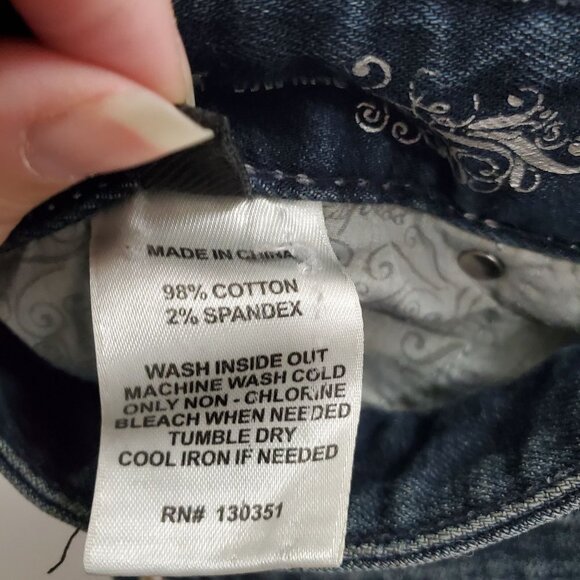 MADE IN CHINA
98% COTTON
2% SPANDEX
WASH INSIDE OUT
MACHINE WASH COLD
ONLY NON - CHLORINE
BLEACH WHEN NEEDED
TUMBLE DRY
COOL IRON IF NEEDED
RN# 130351